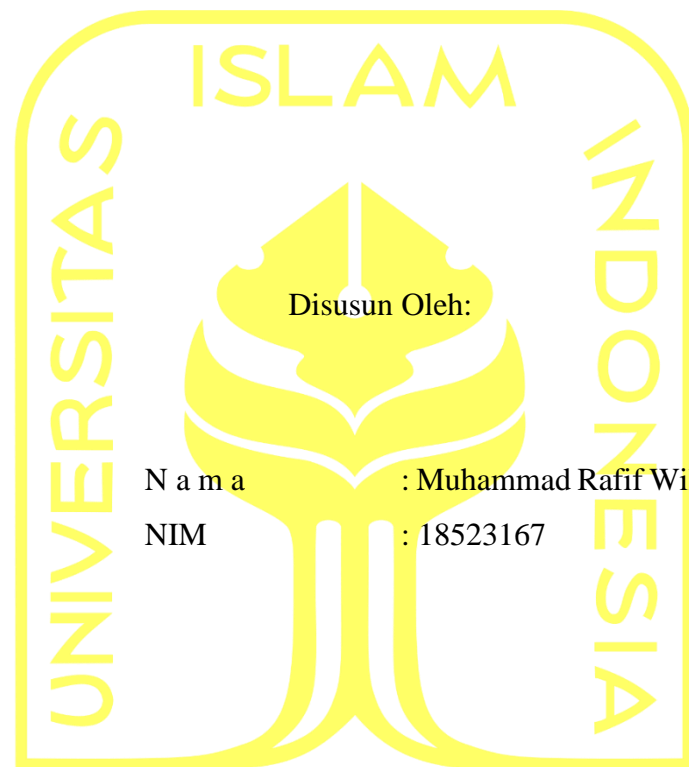 ISLAM
UNIVERSITAS
INDONESIA
Disusun Oleh:
N a m a : Muhammad Rafif Wi
NIM : 18523167